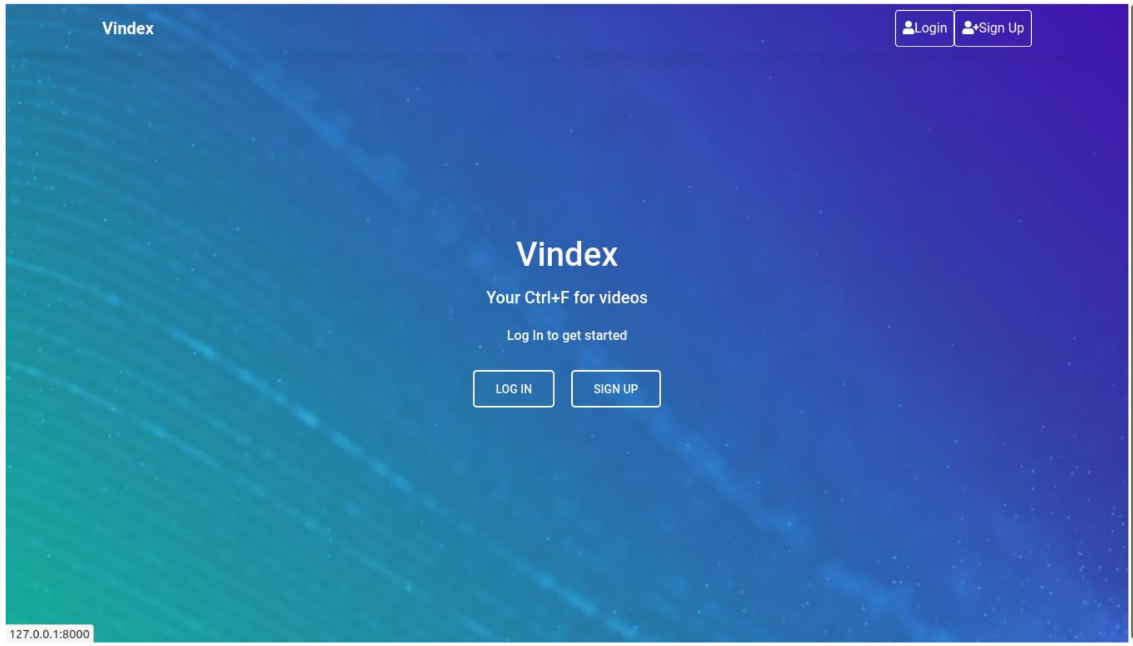 Vindex
Login
Sign Up
Vindex
Your Ctrl+F for videos
Log In to get started
LOG IN
SIGN UP
127.0.0.1:8000